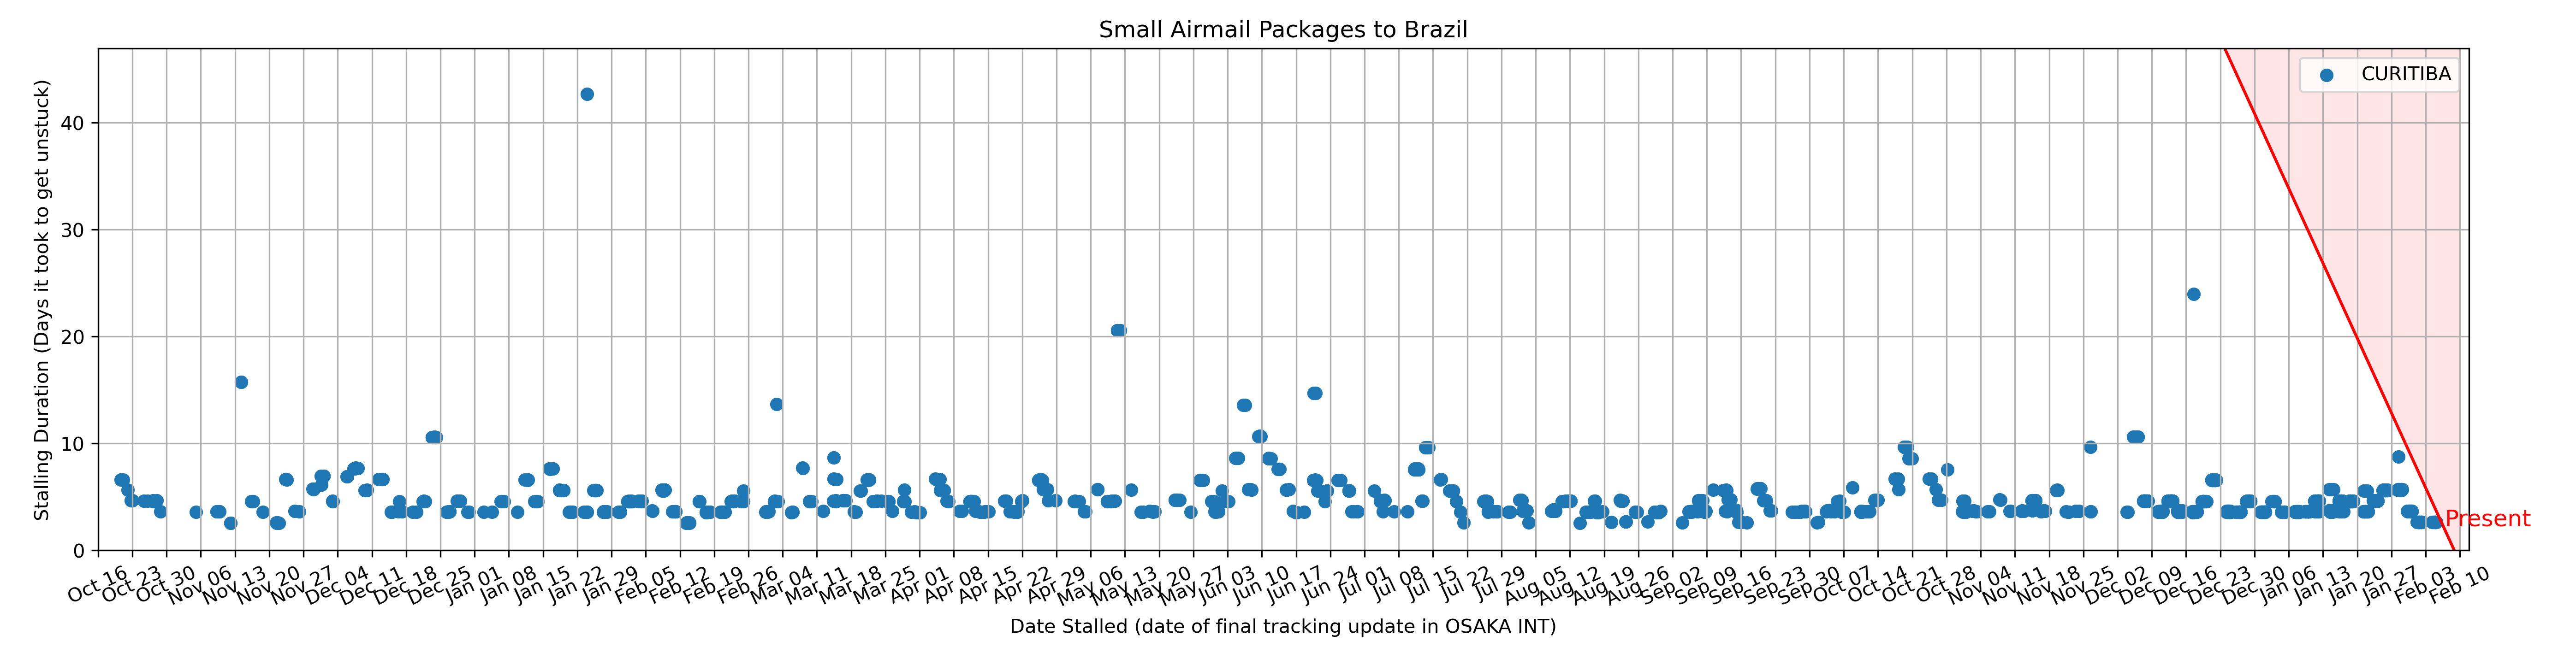 Small Airmail Packages to Brazil
CURITIBA
Stalling Duration (Days it took to get unstuck)
40
30
20
10
0
Present
Oct 16
Oct 23
Oct 30
Nov 06
Nov 13
Nov 20
Nov 27
Dec 04
Dec 11
Dec 18
Dec 25
Jan 01
Jan 08
Jan 15
Jan 22
Jan 29
Feb 05
Feb 12
Feb 19
Feb 26
Mar 04
Mar 11
Mar 18
Mar 25
Apr 01
Apr 08
Apr 15
Apr 22
Apr 29
May 06
May 13
May 20
May 27
Jun 03
Jun 10
Jun 17
Jun 24
Jul 01
Jul 08
Jul 15
Jul 22
Jul 29
Aug 05
Aug 12
Aug 19
Aug 26
Sep 02
Sep 09
Sep 16
Sep 23
Sep 30
Oct 07
Oct 14
Oct 21
Oct 28
Nov 04
Nov 11
Nov 18
Nov 25
Dec 02
Dec 09
Dec 16
Dec 23
Dec 30
Jan 06
Jan 13
Jan 20
Jan 27
Feb 03
Feb 10
Date Stalled (date of final tracking update in OSAKA INT)